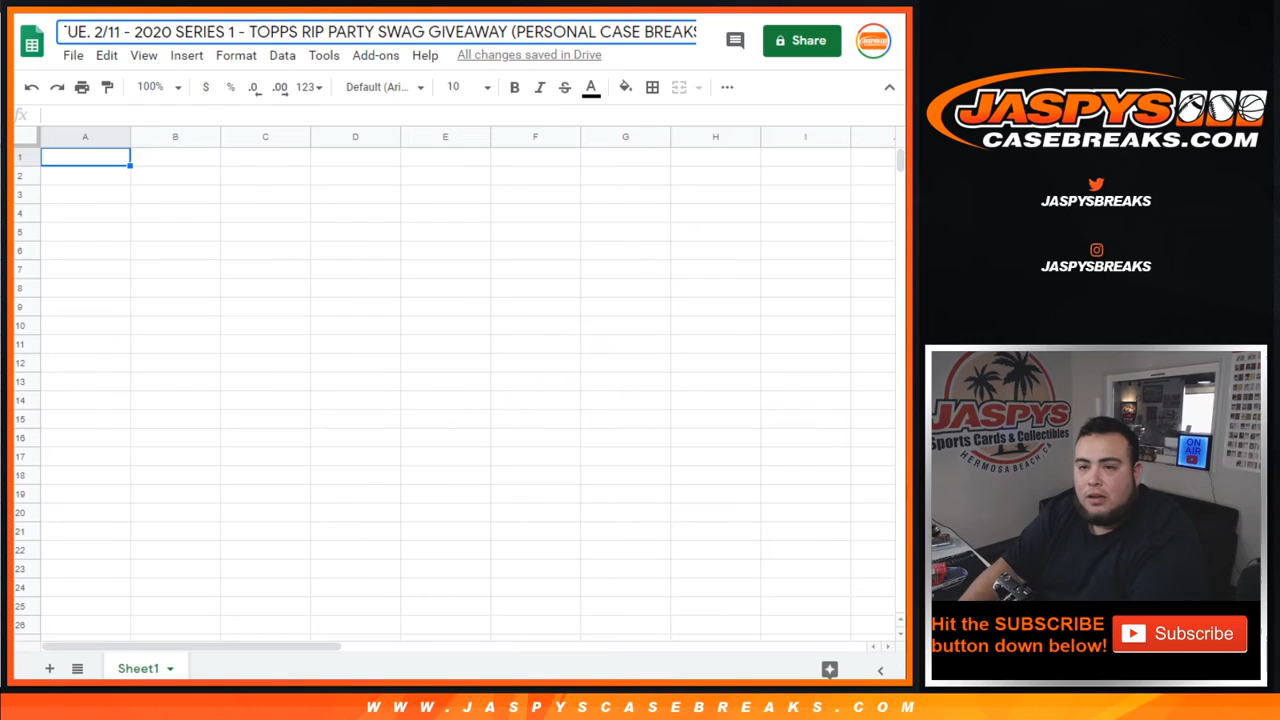 TUE. 2/11 - 2020 SERIES 1 - TOPPS RIP PARTY SWAG GIVEAWAY (PERSONAL CASE BREAKS
File Edit View Insert Format Data Tools Add-ons Help All changes saved in Drive
Share
100% $ % .0 .00 123 Default (Ari... 10 B I S A
fx
A B C D E F G H I
1
2
3
4
5
6
7
8
9
10
11
12
13
14
15
16
17
18
19
20
21
22
23
24
25
26
Sheet1
JASPYS
CASEBREAKS.COM
JASPYSBREAKS
JASPYSBREAKS
JASPYS
Sports Cards & Collectibles
HERMOSA BEACH, CA
ON
AIR
Hit the SUBSCRIBE
button down below!
Subscribe
WWW.JASPYSCASEBREAKS.COM